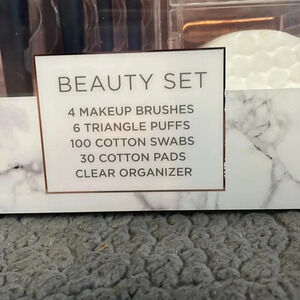 BEAUTY SET
4 MAKEUP BRUSHES
6 TRIANGLE PUFFS
100 COTTON SWABS
30 COTTON PADS
CLEAR ORGANIZER